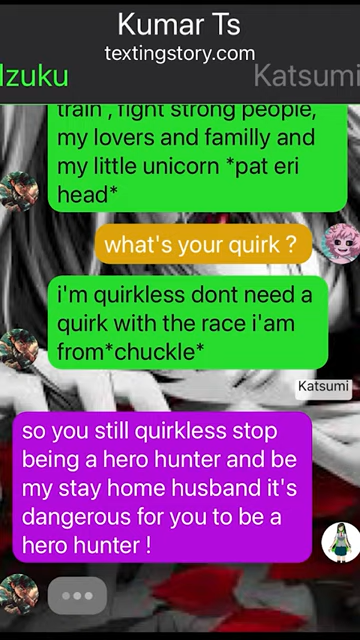 Kumar Ts
textingstory.com
Izuku
Katsumi
train , fight strong people,
my lovers and familly and
my little unicorn *pat eri
head*
what's your quirk ?
i'm quirkless dont need a
quirk with the race i'am
from*chuckle*
Katsumi
so you still quirkless stop
being a hero hunter and be
my stay home husband it's
dangerous for you to be a
hero hunter !